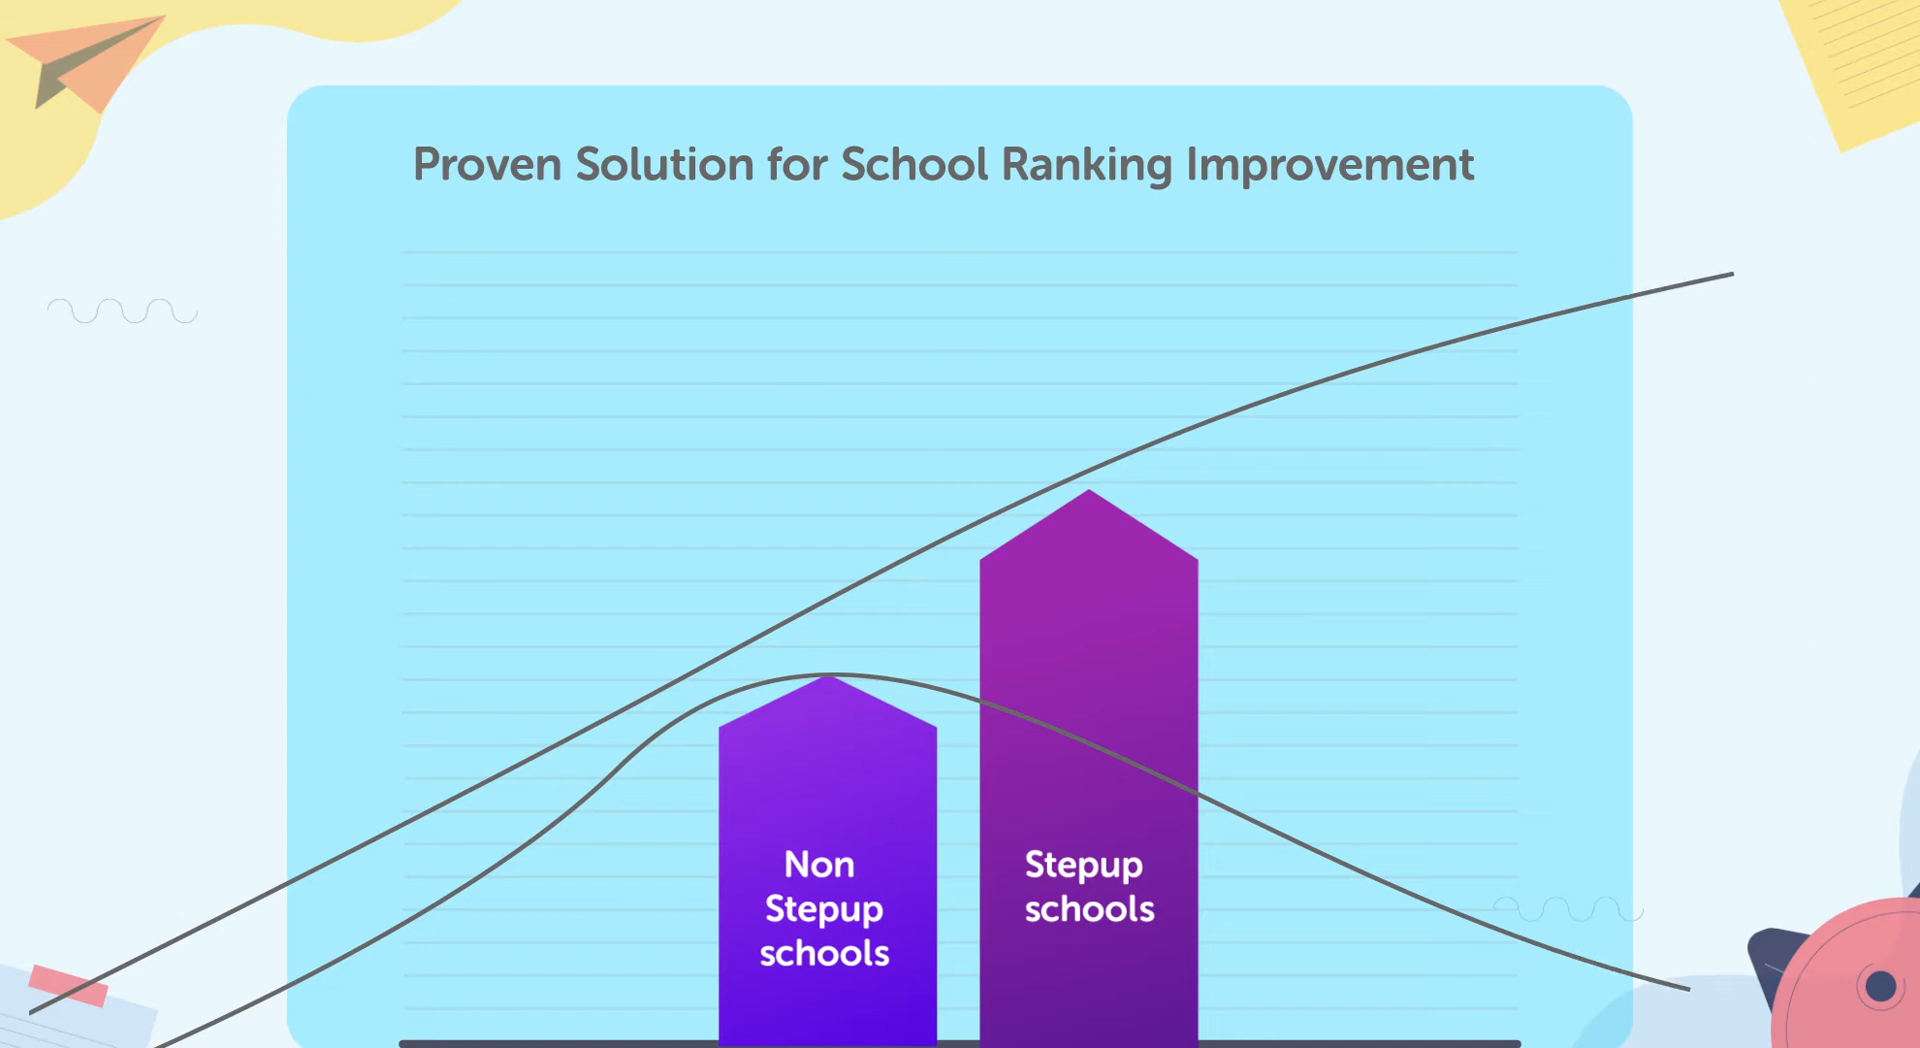 Proven Solution for School Ranking Improvement
Non
Stepup
schools
Stepup
schools